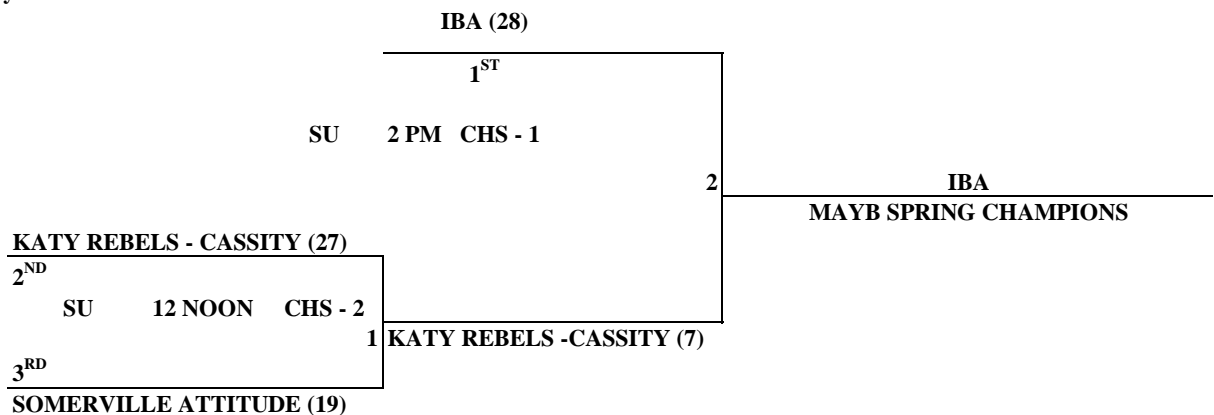 IBA (28)
1ST
SU 2 PM CHS - 1
2 IBA
MAYB SPRING CHAMPIONS
KATY REBELS - CASSITY (27)
2ND
SU 12 NOON CHS - 2
1 KATY REBELS -CASSITY (7)
3RD
SOMERVILLE ATTITUDE (19)